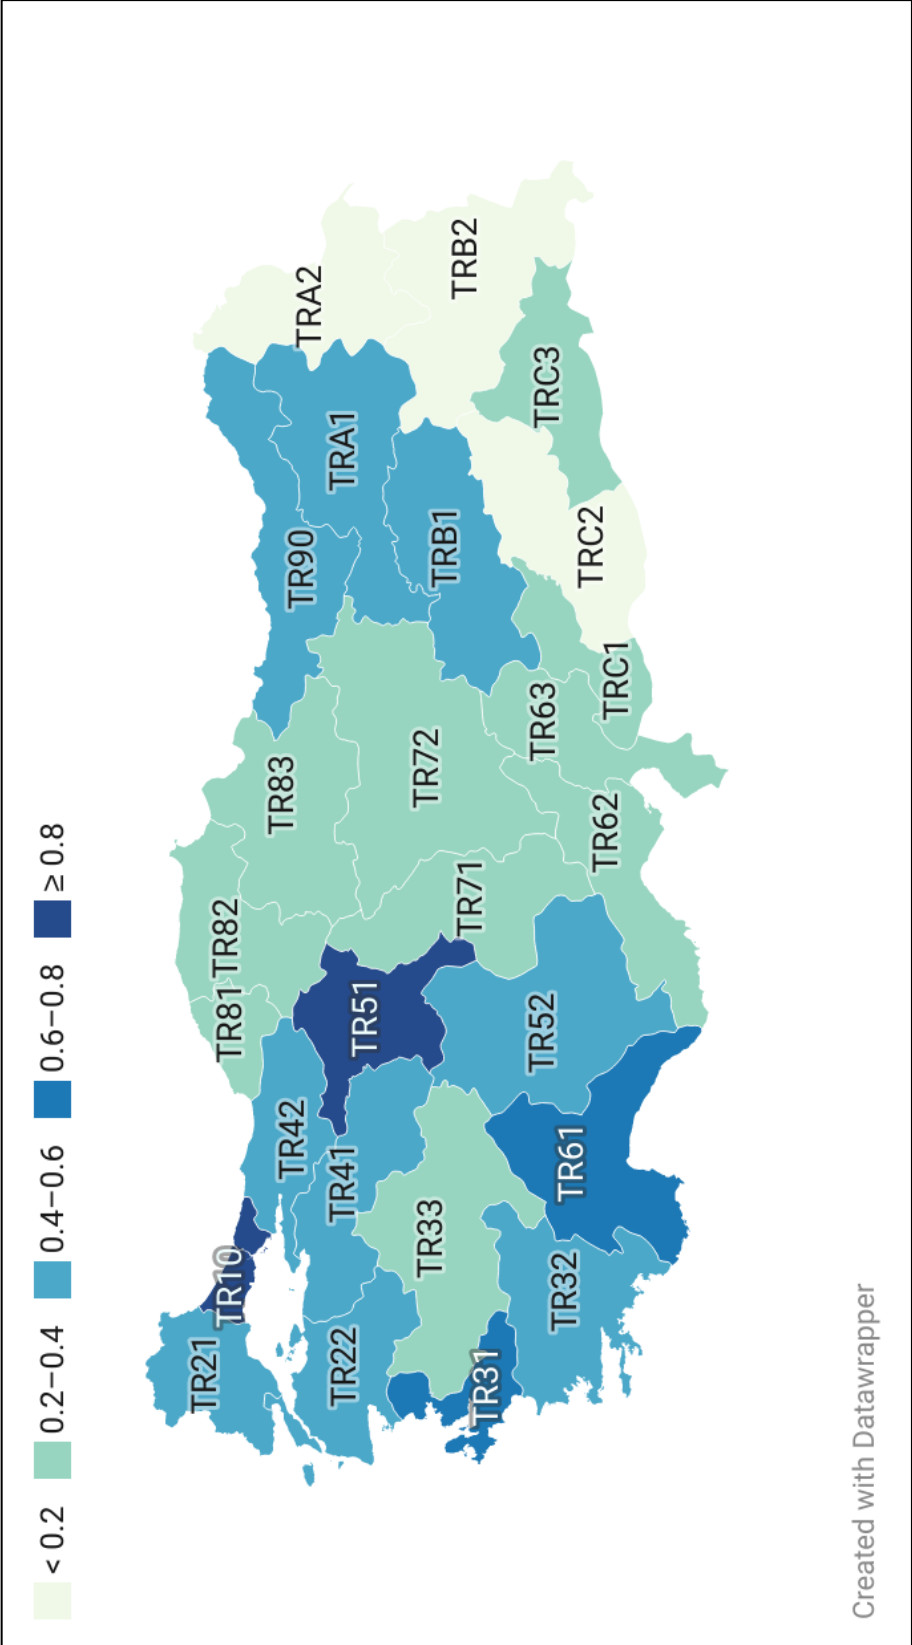 < 0.2 0.2–0.4 0.4–0.6 0.6–0.8 ≥ 0.8
TR21
TR10
TR81
TR82
TR83
TR90
TRA2
TR42
TR22
TR41
TR51
TRA1
TR33
TR72
TRB1
TRB2
TR31
TR71
TR32
TR61
TR52
TR63
TRC3
TR62
TRC1
TRC2
Created with Datawrapper